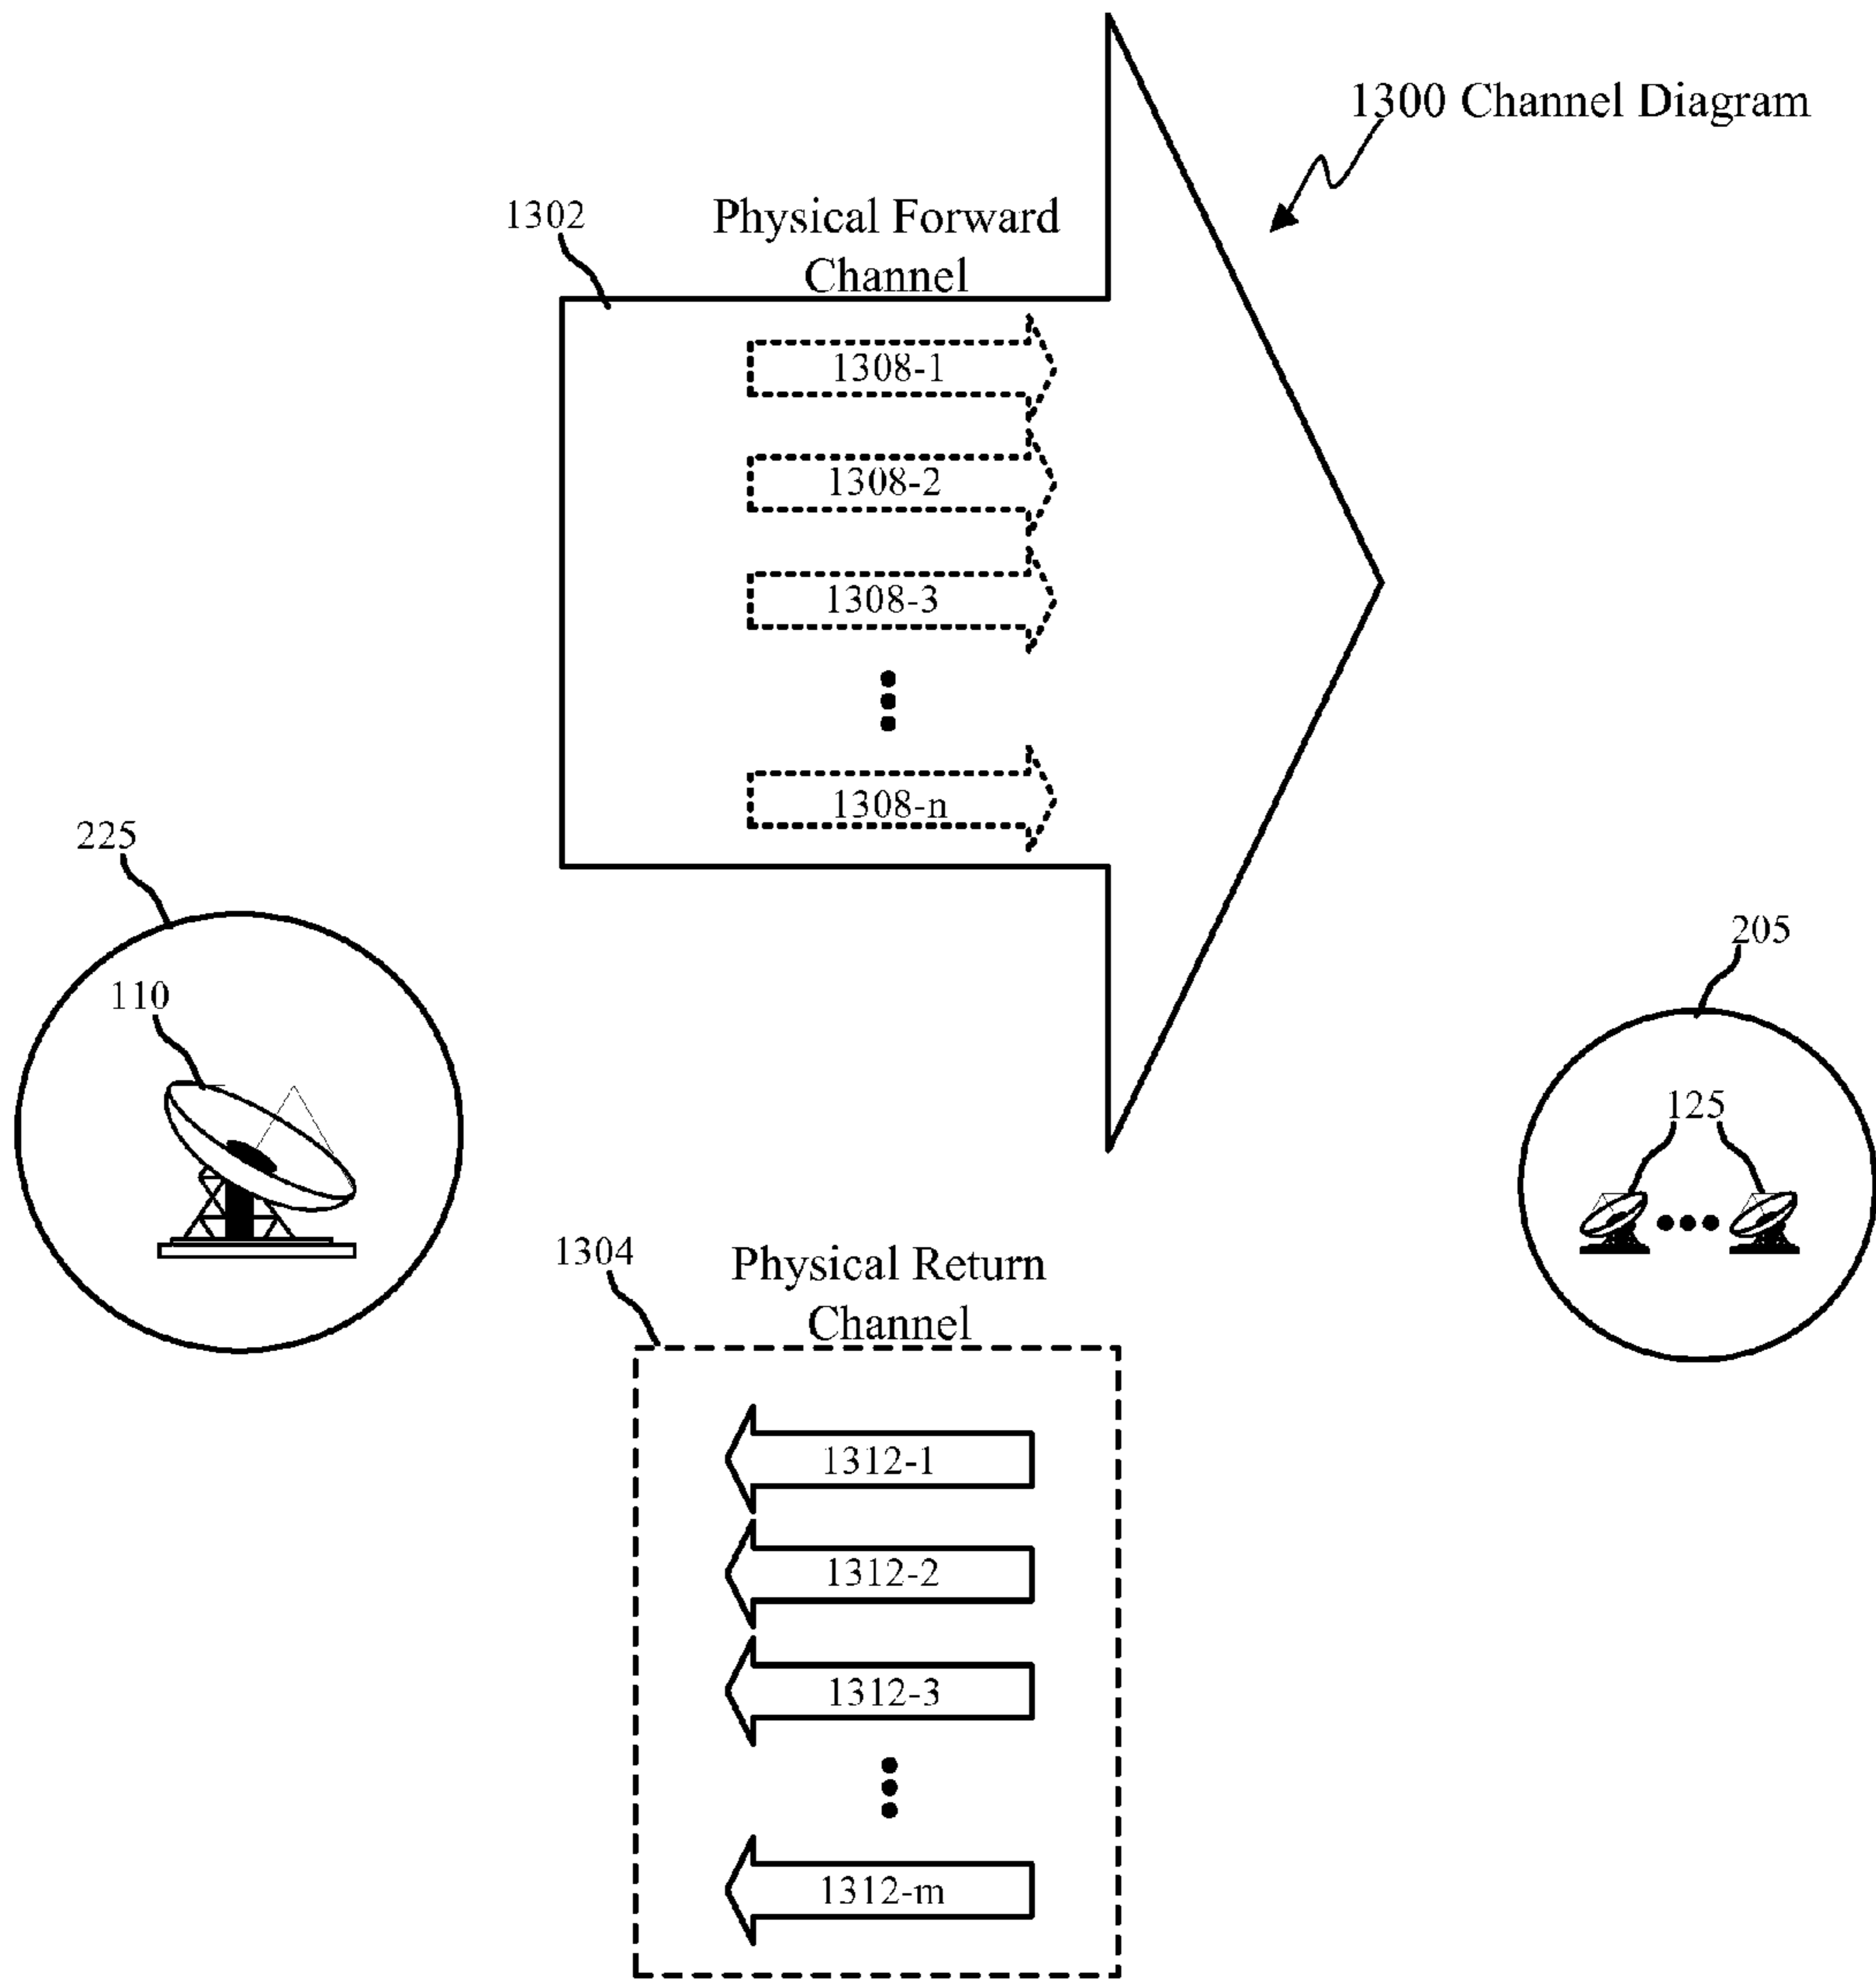 1300 Channel Diagram
1302
Physical Forward
Channel
1308-1
1308-2
1308-3
1308-n
225
205
110
125
1304
Physical Return
Channel
1312-1
1312-2
1312-3
1312-m